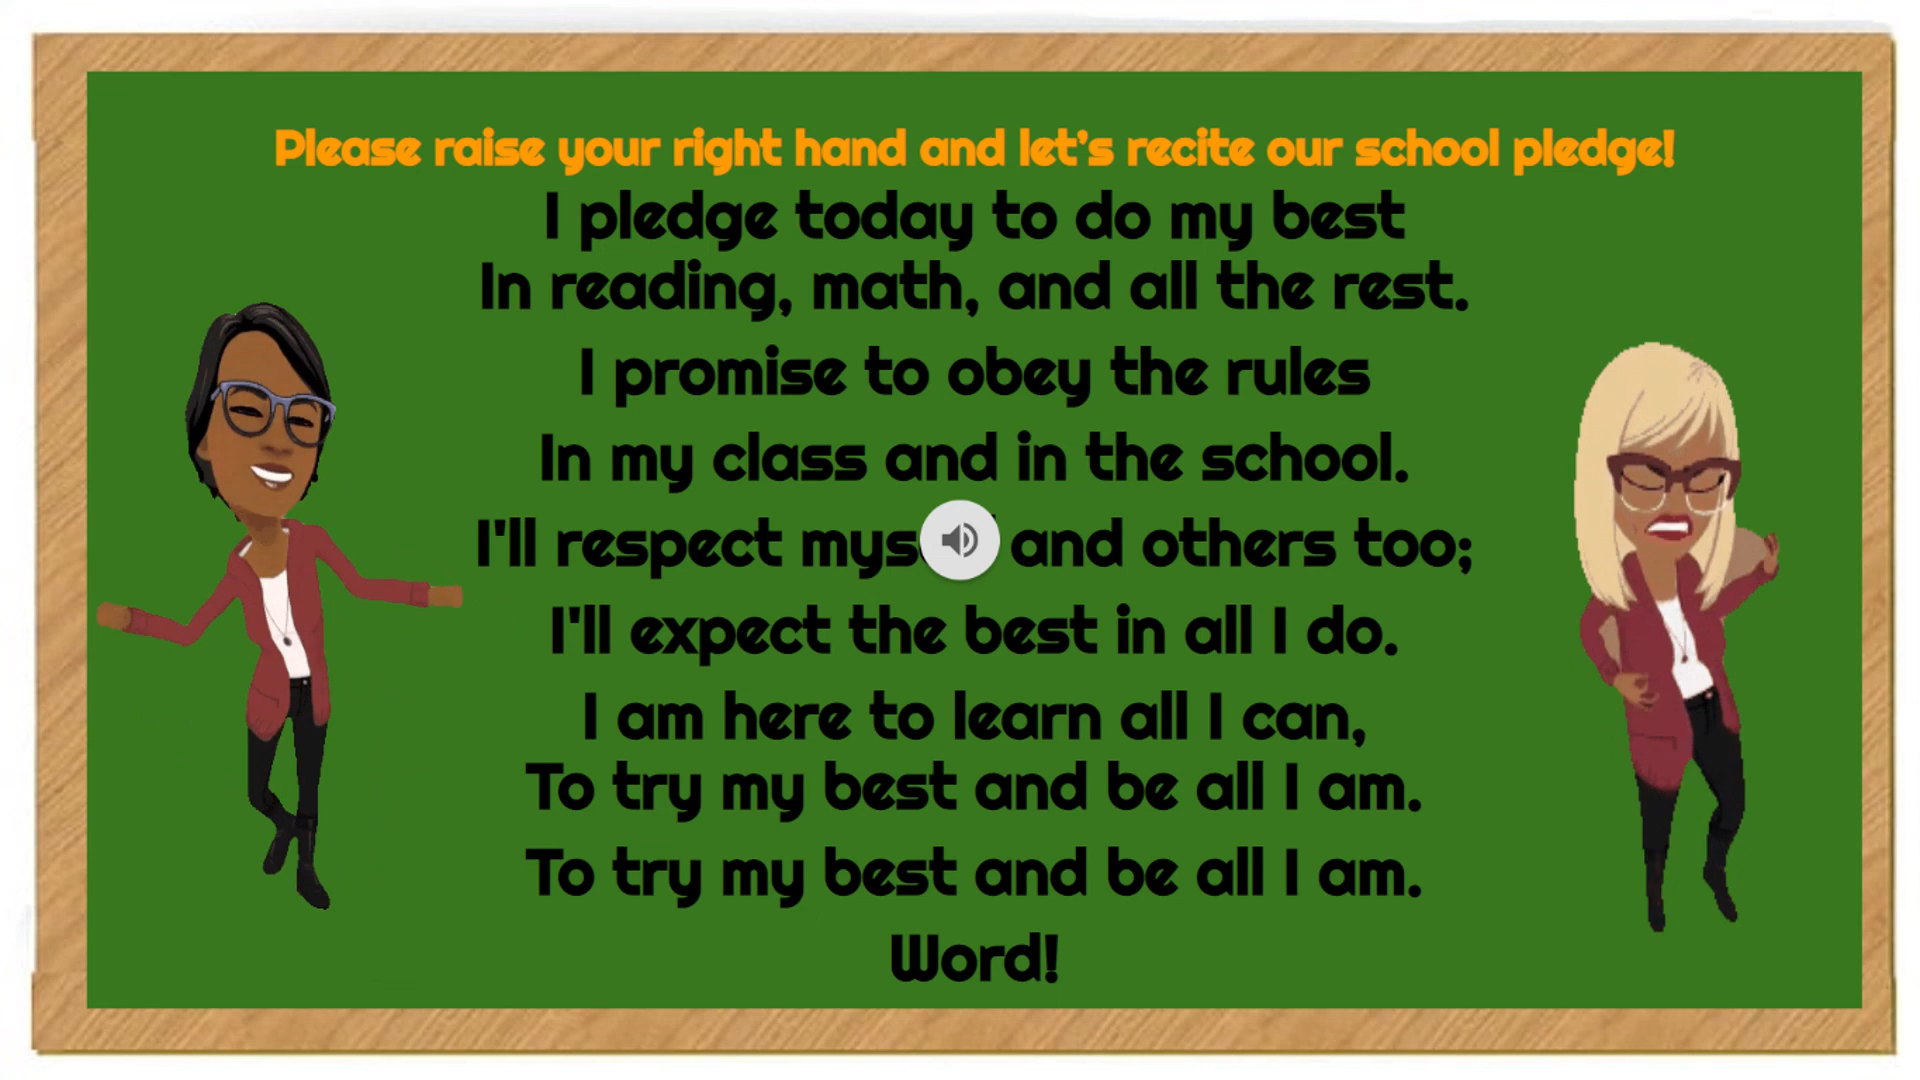 Please raise your right hand and let's recite our school pledge!
I pledge today to do my best
In reading, math, and all the rest.
I promise to obey the rules
In my class and in the school.
I'll respect and others too;
I'll expect the best in all I do.
I am here to learn all I can,
To try my best and be all I am.
To try my best and be all I am.
Word!